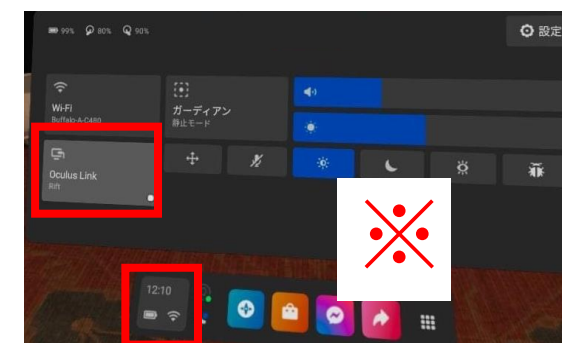 99% 80% 90%
設定
Wi-Fi
Buffalo-A-C480
ガーディアン
静止モード
Oculus Link
Rift
※
12:10